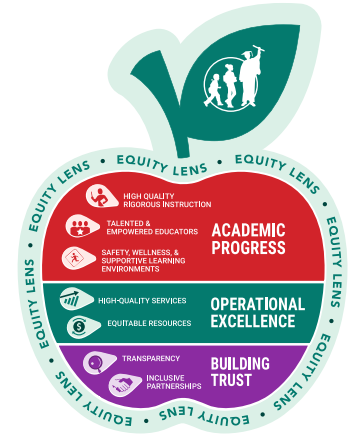 EQUITY LENS • EQUITY LENS • EQUITY LENS • EQUITY LENS • EQUITY LENS • EQUITY LENS • EQUITY LENS • EQUITY LENS • EQUITY LENS •
HIGH QUALITY
RIGOROUS INSTRUCTION
TALENTED &
EMPOWERED EDUCATORS
SAFETY, WELLNESS, &
SUPPORTIVE LEARNING
ENVIRONMENTS
ACADEMIC
PROGRESS
HIGH-QUALITY SERVICES
EQUITABLE RESOURCES
$
OPERATIONAL
EXCELLENCE
TRANSPARENCY
INCLUSIVE
PARTNERSHIPS
BUILDING
TRUST